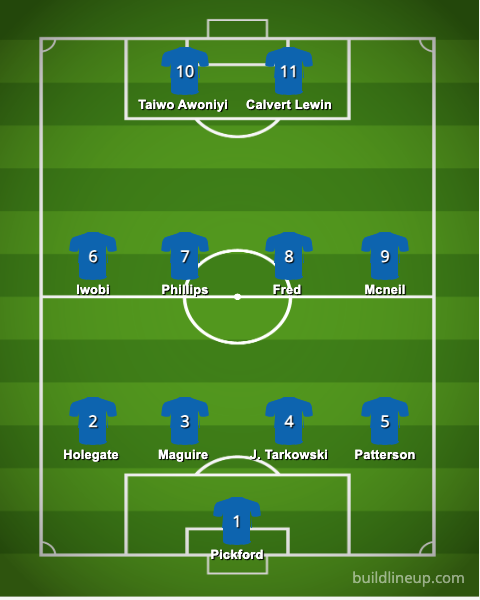 10 11
Taiwo Awoniyi Calvert Lewin
6 7 8 9
Iwobi Phillips Fred Mcneil
2 3 4 5
Holegate Maguire J. Tarkowski Patterson
1
Pickford
buildlineup.com